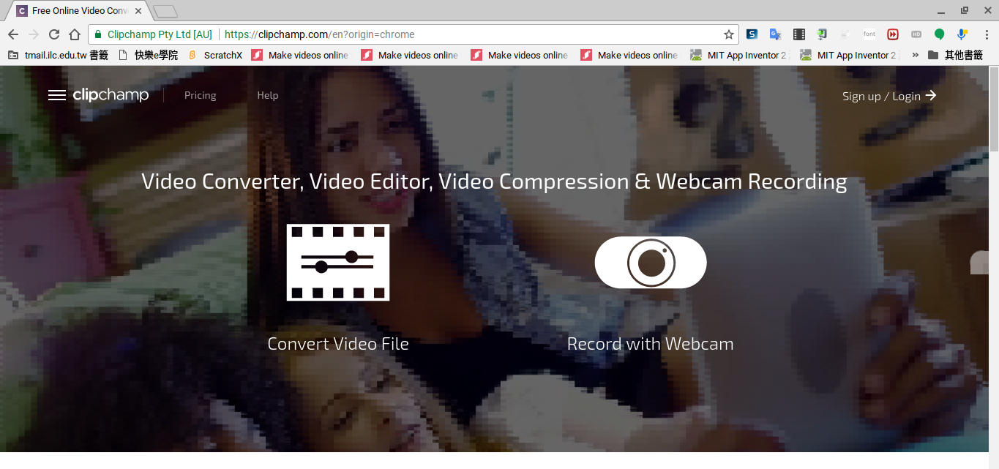 Free Online Video Conv
Clipchamp Pty Ltd [AU] https://clipchamp.com/en?origin=chrome
tmail.ilc.edu.tw 書籤 快樂e學院 ScratchX Make videos online Make videos online Make videos online Make videos online MIT App Inventor 2 MIT App Inventor 2 » 其他書籤
clipchamp Pricing Help Sign up / Login
Video Converter, Video Editor, Video Compression & Webcam Recording
Convert Video File Record with Webcam